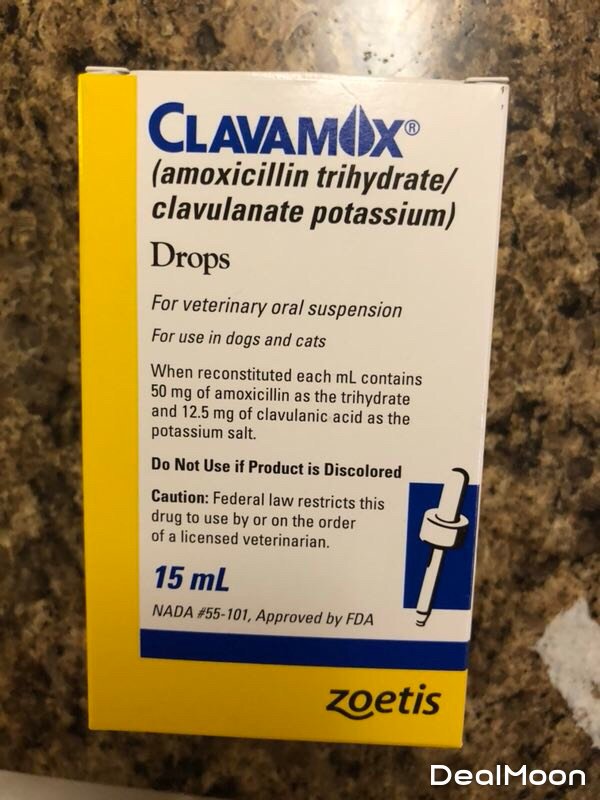 CLAVAMOX®
(amoxicillin trihydrate/
clavulanate potassium)
Drops
For veterinary oral suspension
For use in dogs and cats
When reconstituted each mL contains
50 mg of amoxicillin as the trihydrate
and 12.5 mg of clavulanic acid as the
potassium salt.
Do Not Use if Product is Discolored
Caution: Federal law restricts this
drug to use by or on the order
of a licensed veterinarian.
15 mL
NADA #55-101, Approved by FDA
zoetis
DealMoon